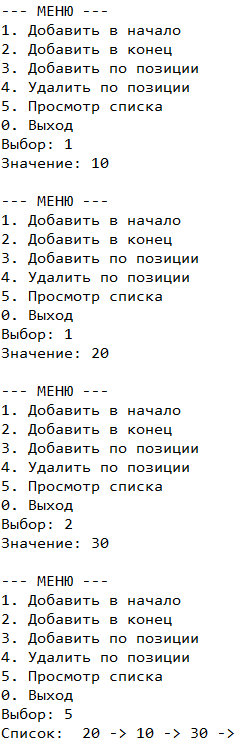 --- МЕНЮ ---
1. Добавить в начало
2. Добавить в конец
3. Добавить по позиции
4. Удалить по позиции
5. Просмотр списка
0. Выход
Выбор: 1
Значение: 10
--- МЕНЮ ---
1. Добавить в начало
2. Добавить в конец
3. Добавить по позиции
4. Удалить по позиции
5. Просмотр списка
0. Выход
Выбор: 1
Значение: 20
--- МЕНЮ ---
1. Добавить в начало
2. Добавить в конец
3. Добавить по позиции
4. Удалить по позиции
5. Просмотр списка
0. Выход
Выбор: 2
Значение: 30
--- МЕНЮ ---
1. Добавить в начало
2. Добавить в конец
3. Добавить по позиции
4. Удалить по позиции
5. Просмотр списка
0. Выход
Выбор: 5
Список:  20 -> 10 -> 30 ->